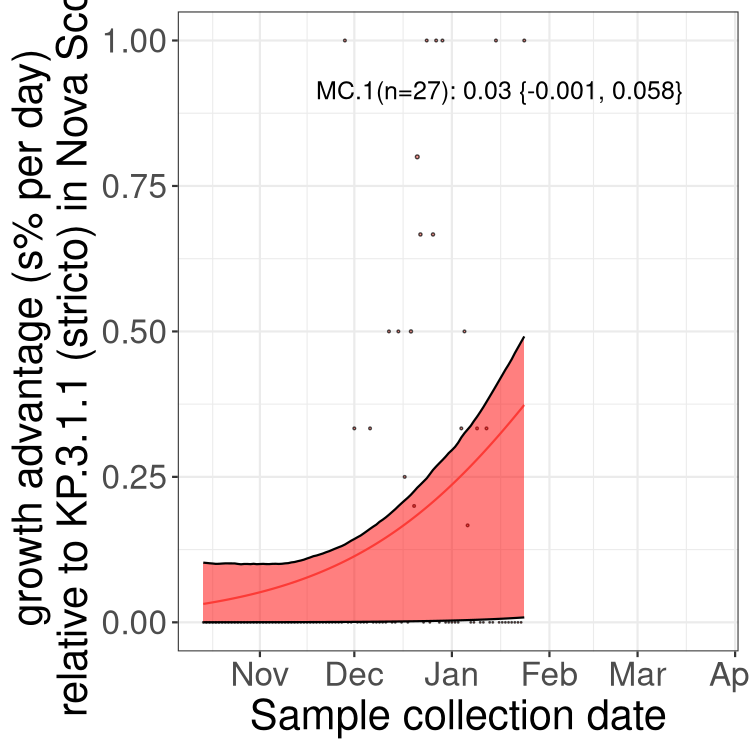 growth advantage (s% per day)
relative to KP.3.1.1 (stricto) in Nova Sco
1.00
0.75
0.50
0.25
0.00
MC.1(n=27): 0.03 {-0.001, 0.058}
Nov Dec Jan Feb Mar Ap
Sample collection date